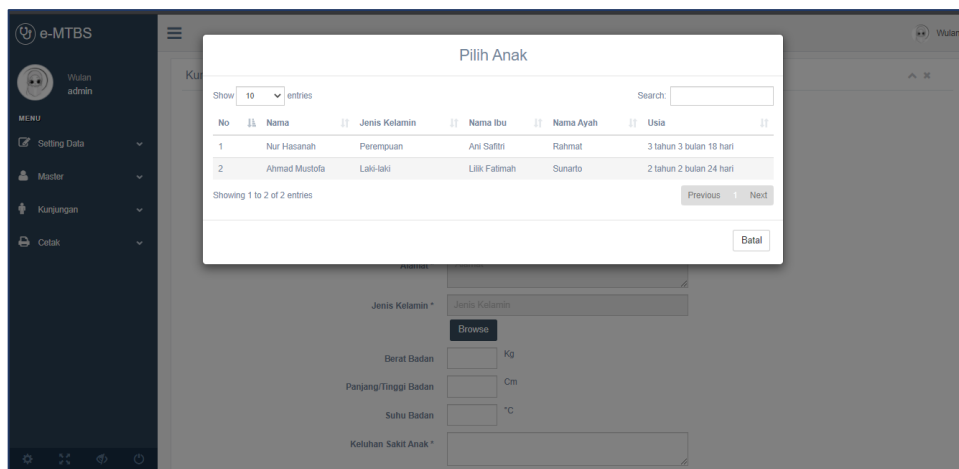 e-MTBS
Wulan
Wulan
admin
MENU
Setting Data
Master
Kunjungan
Cetak
Pilih Anak
Show 10 entries
Search:
No Nama Jenis Kelamin Nama Ibu Nama Ayah Usia
1 Nur Hasanah Perempuan Ani Safitri Rahmat 3 tahun 3 bulan 18 hari
2 Ahmad Mustofa Laki-laki Lilik Fatimah Sunarto 2 tahun 2 bulan 24 hari
Showing 1 to 2 of 2 entries
Previous 1 Next
Batal
Jenis Kelamin * Jenis Kelamin
Browse
Berat Badan Kg
Panjang/Tinggi Badan Cm
Suhu Badan °C
Keluhan Sakit Anak *